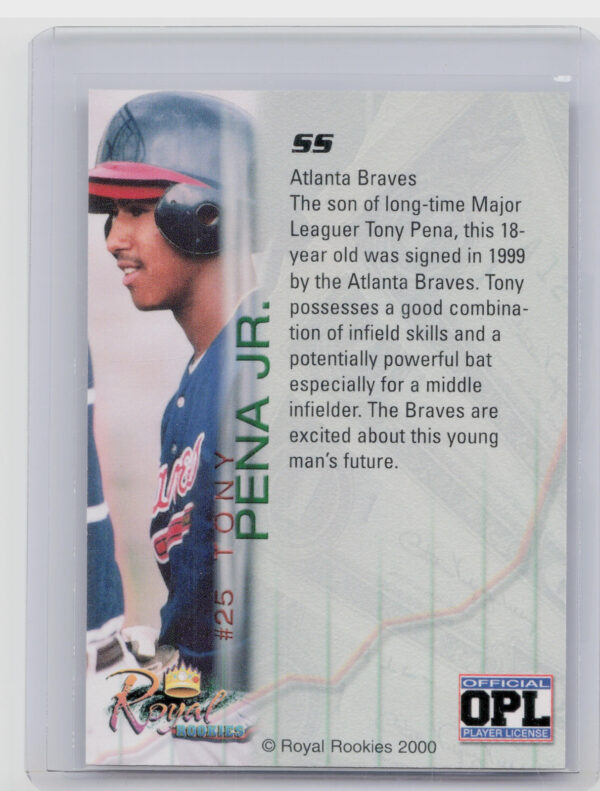 SS
Atlanta Braves
The son of long-time Major
Leaguer Tony Pena, this 18-
year old was signed in 1999
by the Atlanta Braves. Tony
possesses a good combina-
tion of infield skills and a
potentially powerful bat
especially for a middle
infielder. The Braves are
excited about this young
man's future.
#25 TONY
PENA JR.
Royal
ROOKIES
© Royal Rookies 2000
OFFICIAL
OPL
PLAYER LICENSE